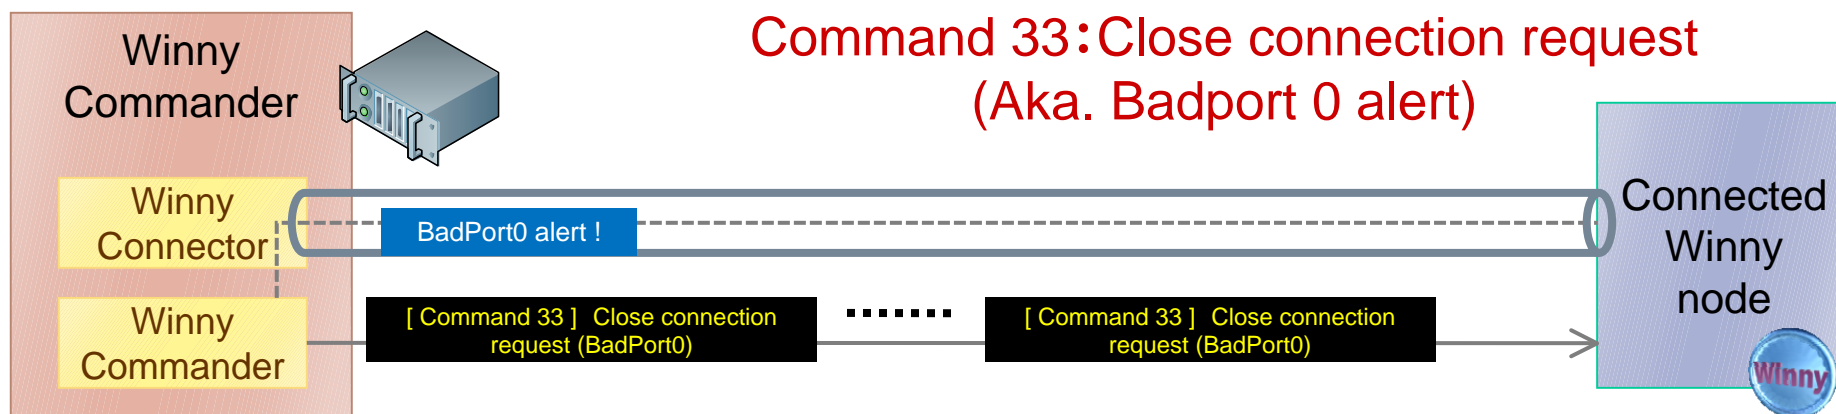 Winny
Commander
Command 33:Close connection request
(Aka. Badport 0 alert)
Winny
Connector
BadPort0 alert !
Connected
Winny
node
Winny
Commander
[ Command 33 ] Close connection
request (BadPort0)
[ Command 33 ] Close connection
request (BadPort0)
Winny